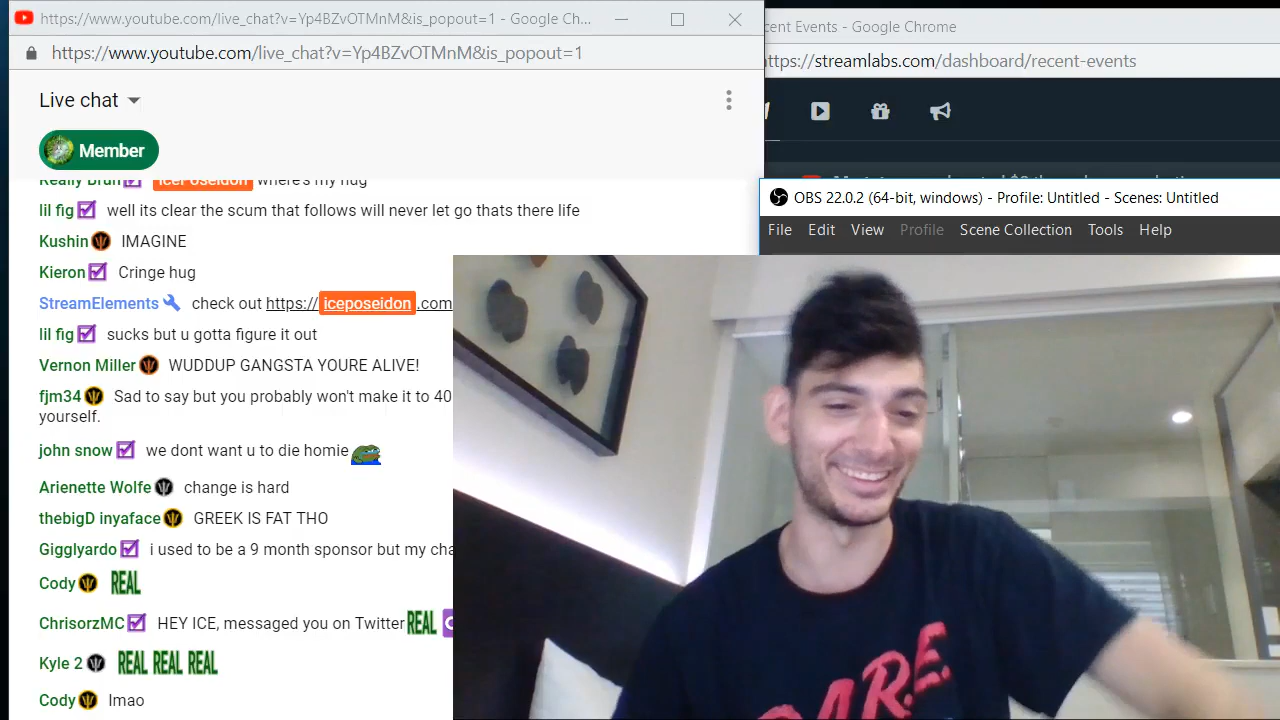 https://www.youtube.com/live_chat?v=Yp4BZvOTMnM&is_popout=1 - Google Ch...
cent Events - Google Chrome
https://www.youtube.com/live_chat?v=Yp4BZvOTMnM&is_popout=1
ttps://streamlabs.com/dashboard/recent-events
Live chat
Member
Really Bruh iceposeidon where's my hug
OBS 22.0.2 (64-bit, windows) - Profile: Untitled - Scenes: Untitled
File Edit View Profile Scene Collection Tools Help
lil fig well its clear the scum that follows will never let go thats there life
Kushin IMAGINE
Kieron Cringe hug
StreamElements check out https://iceposeidon.com
lil fig sucks but u gotta figure it out
Vernon Miller WUDDUP GANGSTA YOURE ALIVE!
fjm34 Sad to say but you probably won't make it to 40
yourself.
john snow we dont want u to die homie
Arienette Wolfe change is hard
thebigD inyaface GREEK IS FAT THO
Gigglyardo i used to be a 9 month sponsor but my cha
Cody REAL
ChrisorzMC HEY ICE, messaged you on Twitter REAL
Kyle 2 REAL REAL REAL
Cody lmao
D.A.R.E.